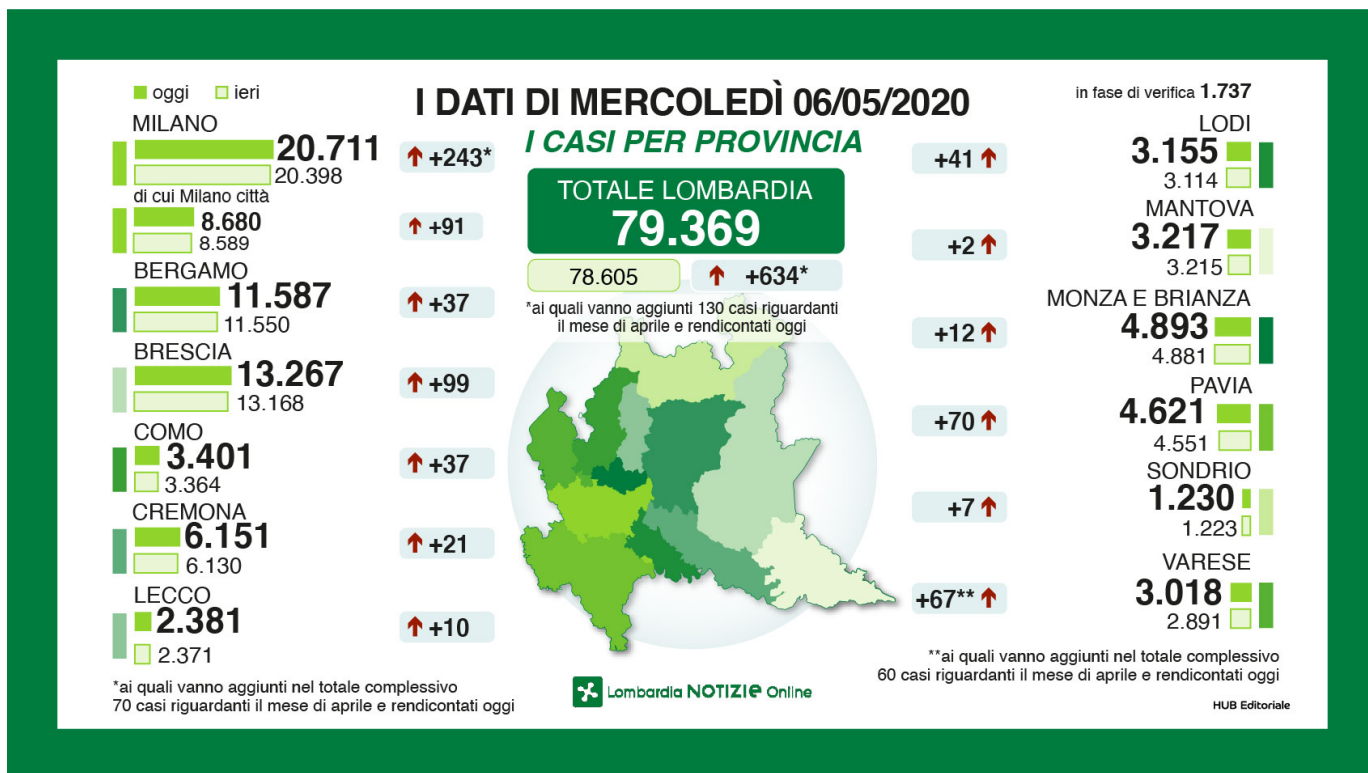 oggi ieri
I DATI DI MERCOLEDÌ 06/05/2020
I CASI PER PROVINCIA
TOTALE LOMBARDIA
79.369
78.605 +634*
*ai quali vanno aggiunti 130 casi riguardanti
il mese di aprile e rendicontati oggi
MILANO
20.711 +243*
20.398
di cui Milano città
8.680 +91
8.589
BERGAMO
11.587 +37
11.550
BRESCIA
13.267 +99
13.168
COMO
3.401 +37
3.364
CREMONA
6.151 +21
6.130
LECCO
2.381 +10
2.371
*ai quali vanno aggiunti nel totale complessivo
70 casi riguardanti il mese di aprile e rendicontati oggi
in fase di verifica 1.737
LODI
+41 3.155
3.114
MANTOVA
+2 3.217
3.215
MONZA E BRIANZA
+12 4.893
4.881
PAVIA
+70 4.621
4.551
SONDRIO
+7 1.230
1.223
VARESE
+67** 3.018
2.891
**ai quali vanno aggiunti nel totale complessivo
60 casi riguardanti il mese di aprile e rendicontati oggi
Lombardia NOTIZIE Online
HUB Editoriale